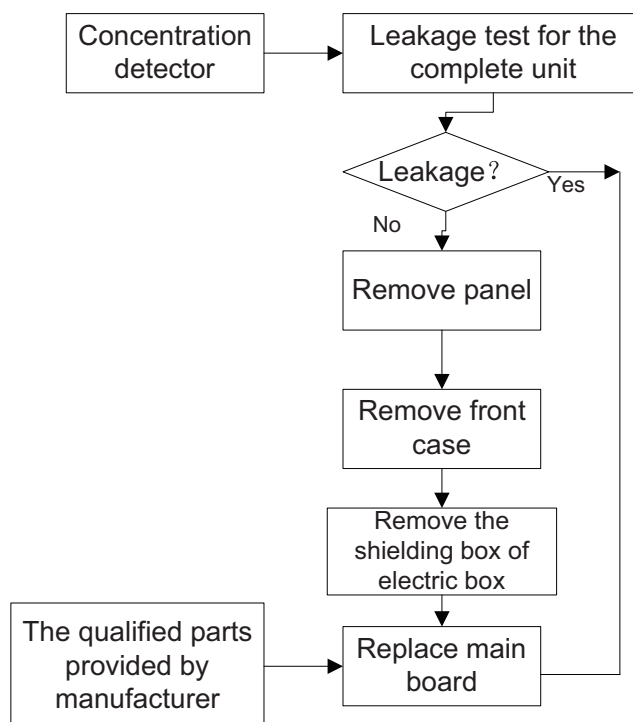 Concentration
detector
Leakage test for the
complete unit
Leakage？
Yes
No
Remove panel
Remove front
case
Remove the
shielding box of
electric box
The qualified parts
provided by
manufacturer
Replace main
board